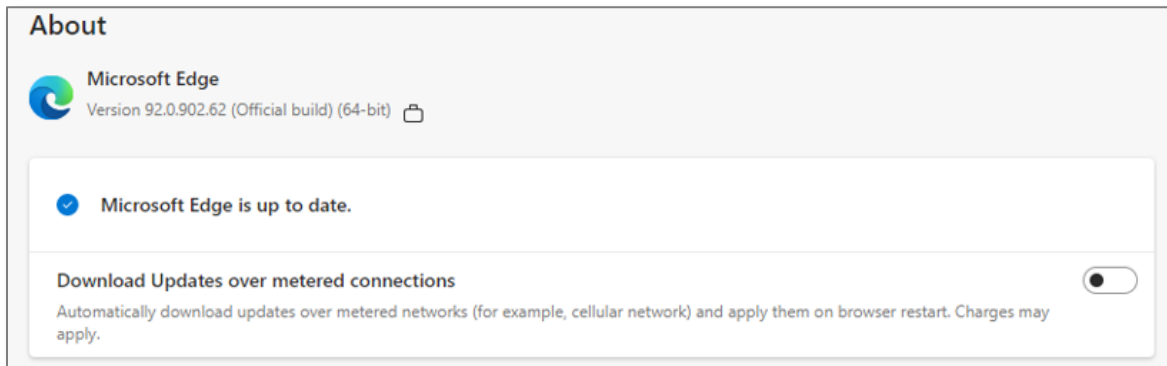 About
Microsoft Edge
Version 92.0.902.62 (Official build) (64-bit)
Microsoft Edge is up to date.
Download Updates over metered connections
Automatically download updates over metered networks (for example, cellular network) and apply them on browser restart. Charges may
apply.